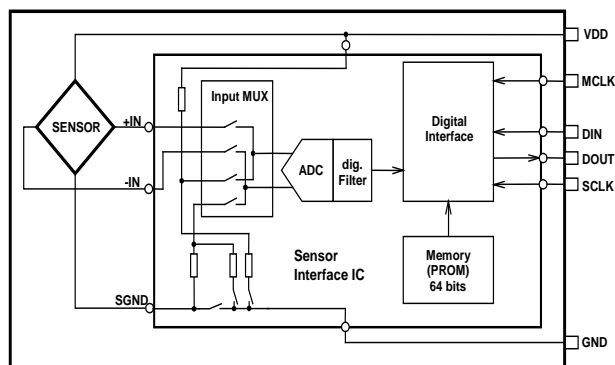 VDD
MCLK
Input MUX
+IN
SENSOR
Digital
Interface
DIN
DOUT
ADC
dig.
Filter
-IN
SCLK
Sensor
Interface IC
Memory
(PROM)
64 bits
SGND
GND